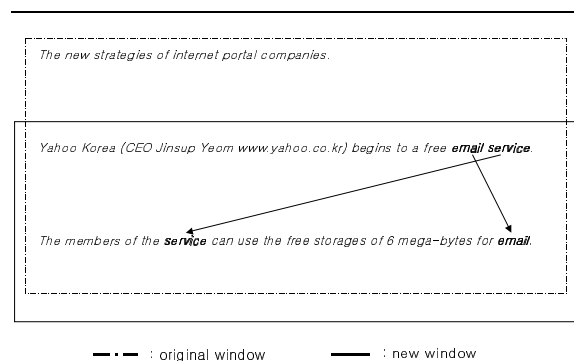 The new strategies of internet portal companies.
Yahoo Korea (CEO Jinsup Yeom www.yahoo.co.kr) begins to a free email service.
The members of the service can use the free storages of 6 mega-bytes for email.
: original window : new window